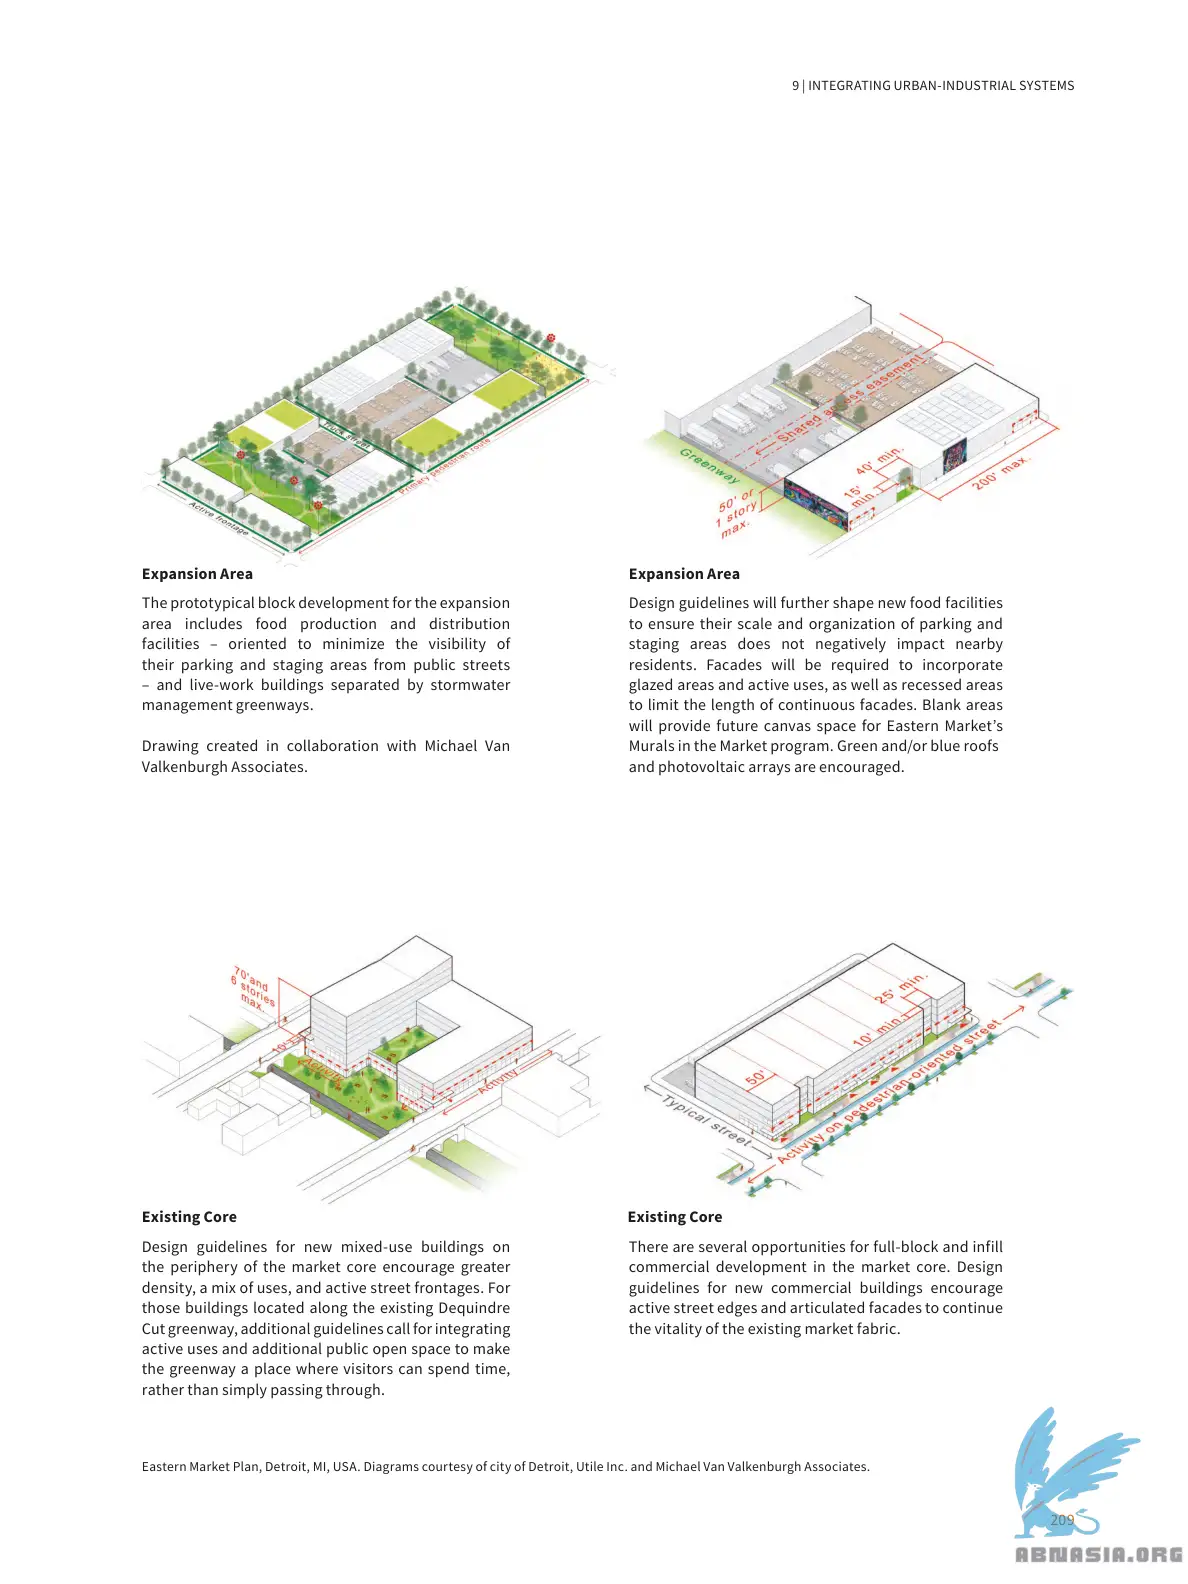 9 | INTEGRATING URBAN-INDUSTRIAL SYSTEMS
Truck street
Primary pedestrian route
Active frontage
Shared access easement
Greenway
40' min.
15'
min.
200' max.
50' or
1 story
max.
Expansion Area
The prototypical block development for the expansion
area includes food production and distribution
facilities – oriented to minimize the visibility of
their parking and staging areas from public streets
– and live-work buildings separated by stormwater
management greenways.
Drawing created in collaboration with Michael Van
Valkenburgh Associates.
Expansion Area
Design guidelines will further shape new food facilities
to ensure their scale and organization of parking and
staging areas does not negatively impact nearby
residents. Facades will be required to incorporate
glazed areas and active uses, as well as recessed areas
to limit the length of continuous facades. Blank areas
will provide future canvas space for Eastern Market’s
Murals in the Market program. Green and/or blue roofs
and photovoltaic arrays are encouraged.
70' and
6 stories
max.
10'
Activity
Activity
25' min.
10' min.
50'
Typical street
Activity on pedestrian-oriented street
Existing Core
Design guidelines for new mixed-use buildings on
the periphery of the market core encourage greater
density, a mix of uses, and active street frontages. For
those buildings located along the existing Dequindre
Cut greenway, additional guidelines call for integrating
active uses and additional public open space to make
the greenway a place where visitors can spend time,
rather than simply passing through.
Existing Core
There are several opportunities for full-block and infill
commercial development in the market core. Design
guidelines for new commercial buildings encourage
active street edges and articulated facades to continue
the vitality of the existing market fabric.
Eastern Market Plan, Detroit, MI, USA. Diagrams courtesy of city of Detroit, Utile Inc. and Michael Van Valkenburgh Associates.
209
ABNASIA.ORG